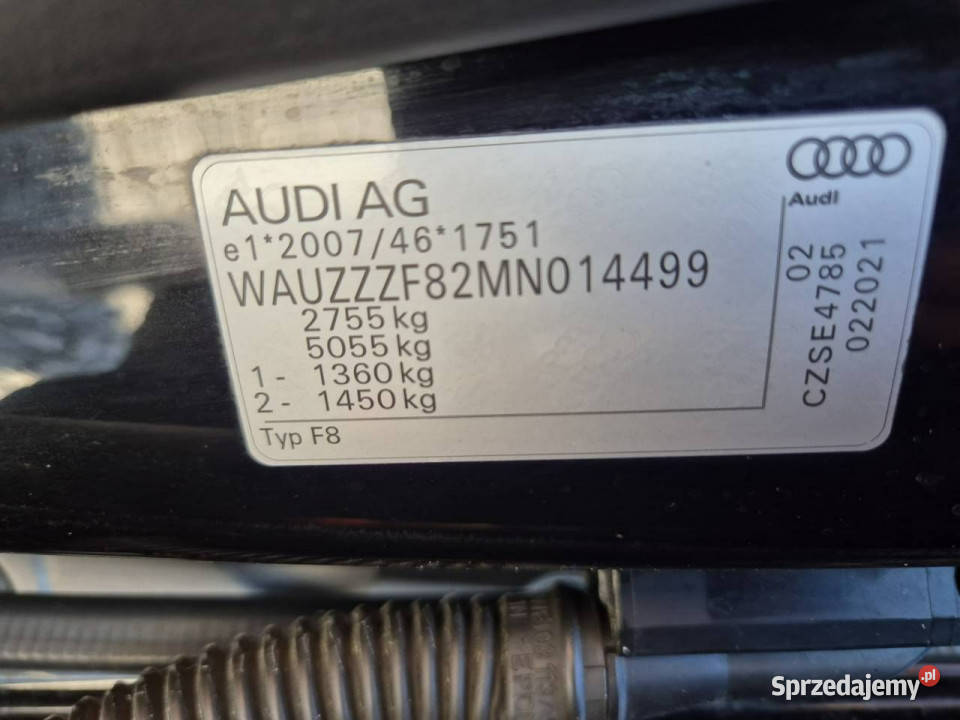 AUDI AG
e1*2007/46*1751
WAUZZZF82MN014499
2755 kg
5055 kg
1- 1360 kg
2- 1450 kg
Typ F8
Audi
02
CZSE4785
022021
Sprzedajemy.pl